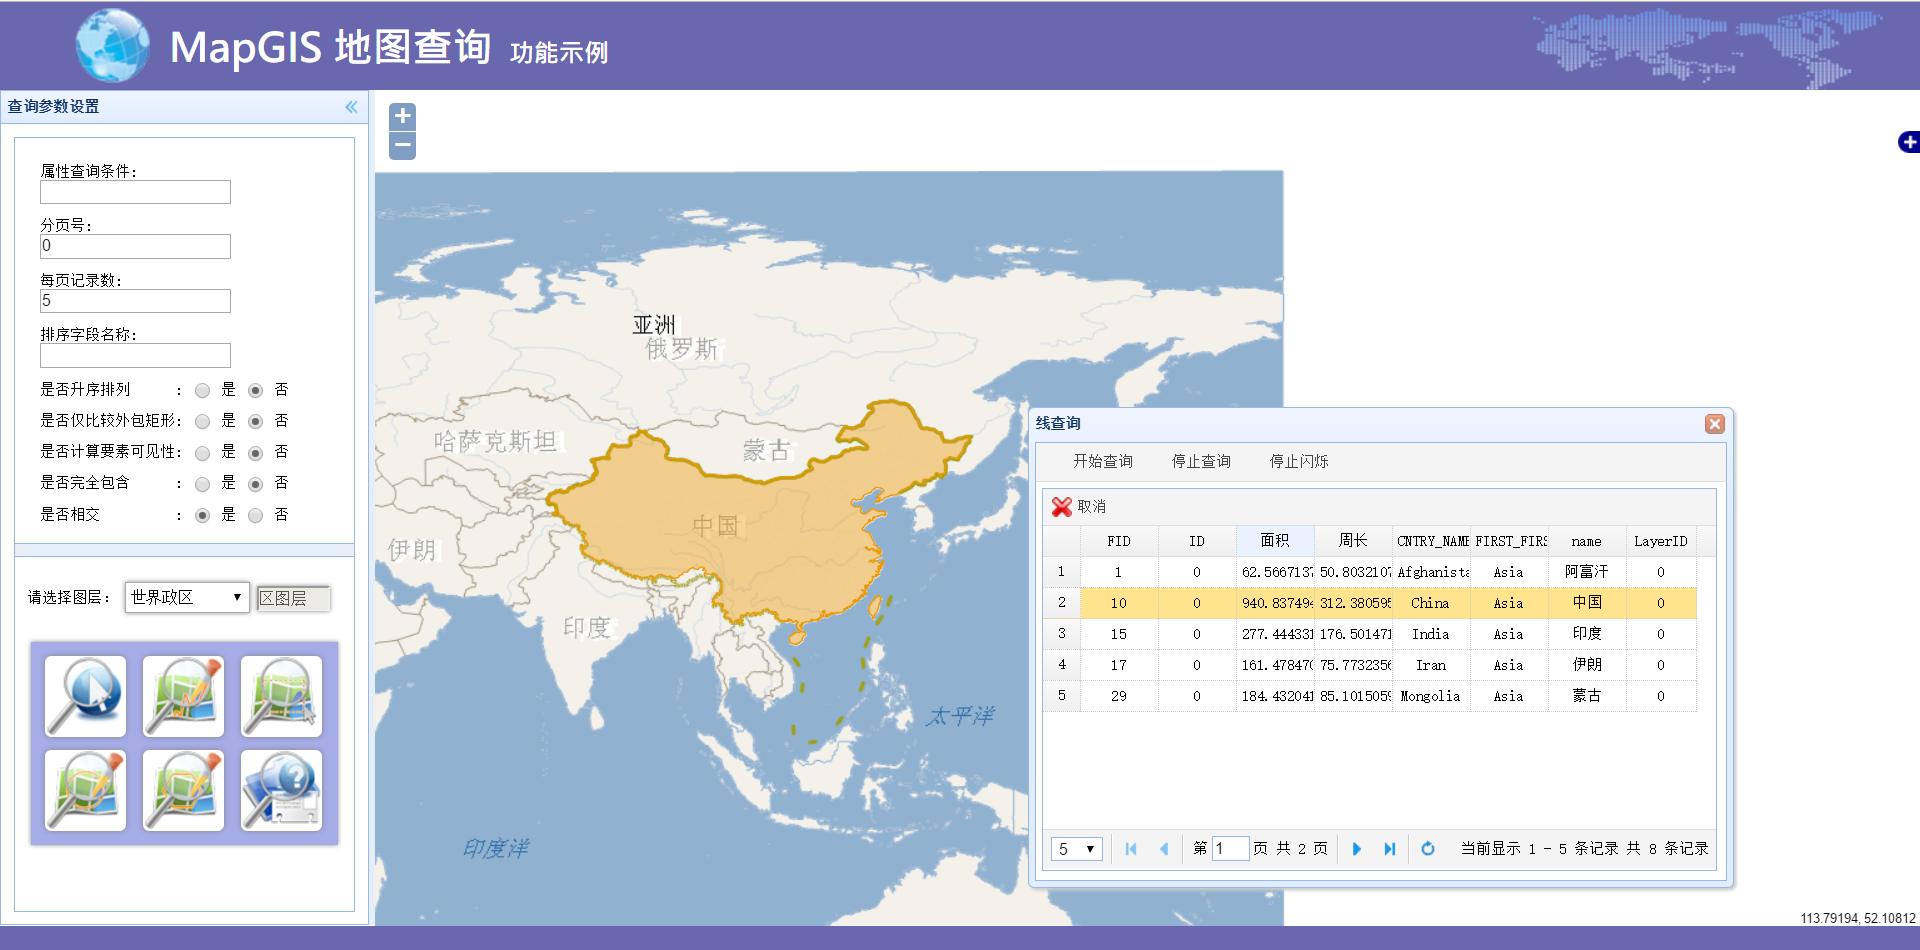 MapGIS 地图查询 功能示例
查询参数设置
属性查询条件:
分页号:
0
每页记录数:
5
排序字段名称:
是否升序排列 : 是 否
是否仅比较外包矩形: 是 否
是否计算要素可见性: 是 否
是否完全包含 : 是 否
是否相交 : 是 否
请选择图层: 世界政区 区图层
+
−
亚洲
俄罗斯
哈萨克斯坦
蒙古
中国
伊朗
印度
太平洋
印度洋
线查询
开始查询 停止查询 停止闪烁
取消
FID ID 面积 周长 CNTRY_NAME FIRST_FIRS name LayerID
1 1 0 62.5667137 50.8032107 Afghanista Asia 阿富汗 0
2 10 0 940.837494 312.380595 China Asia 中国 0
3 15 0 277.444331 176.501471 India Asia 印度 0
4 17 0 161.478470 75.7732356 Iran Asia 伊朗 0
5 29 0 184.432041 85.1015059 Mongolia Asia 蒙古 0
5 第 1 页 共 2 页 当前显示 1 - 5 条记录 共 8 条记录
113.79194, 52.10812